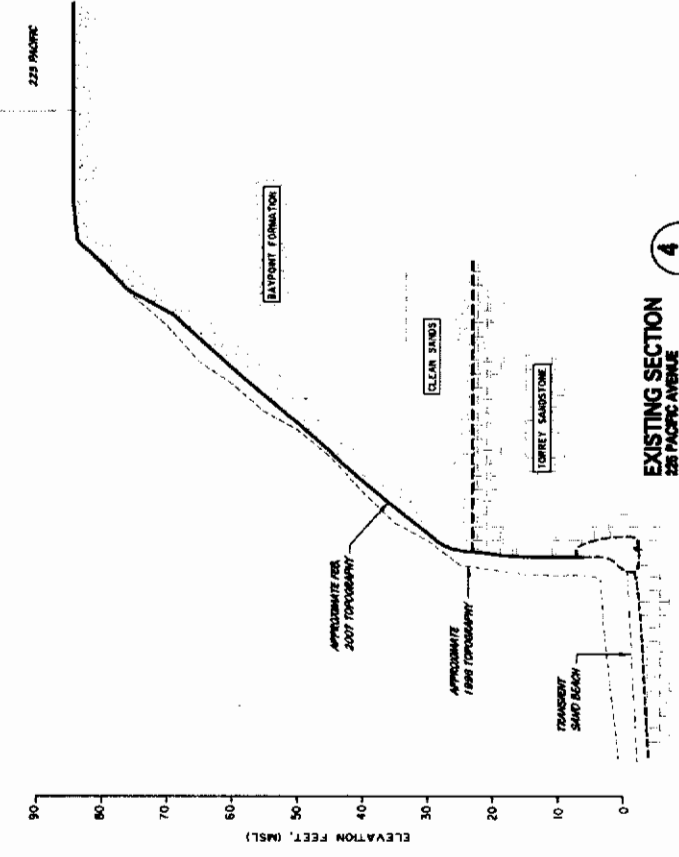 223 PACIFIC
BAYPOINT FORMATION
CLEAN SANDS
TORREY SANDSTONE
APPROXIMATE FEB.
2007 TOPOGRAPHY
APPROXIMATE
1998 TOPOGRAPHY
TRANSIENT
SAND BEACH
ELEVATION FEET, (MSL)
90
80
70
60
50
40
30
20
10
0
EXISTING SECTION
PACIFIC AVENUE
4